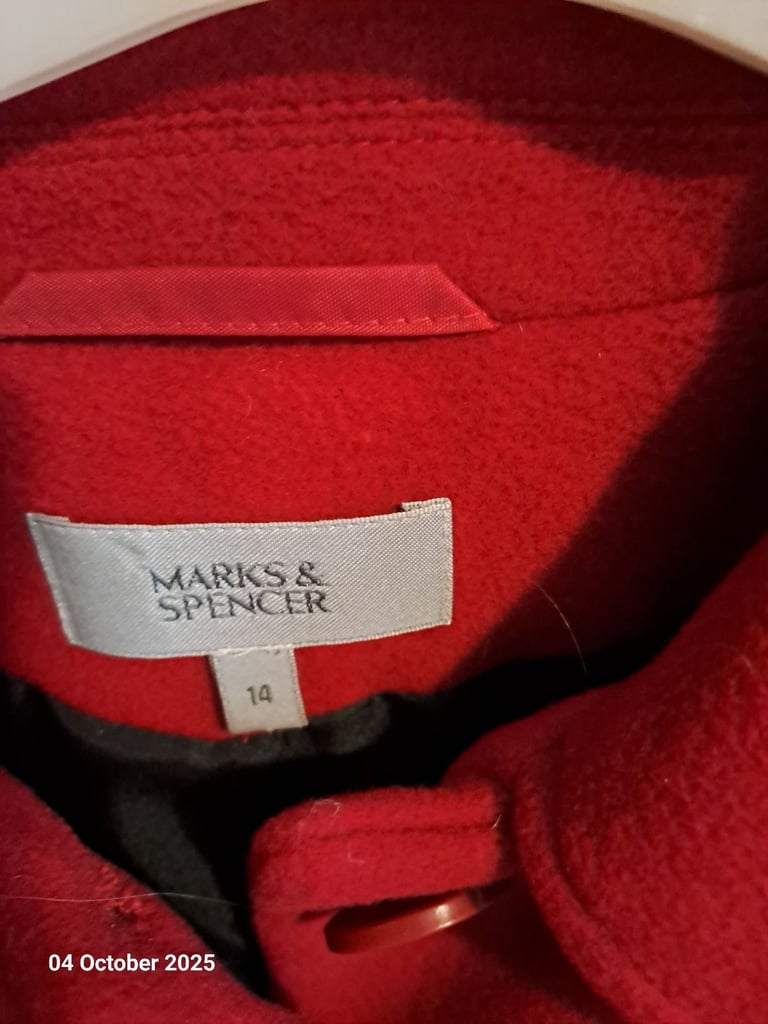 MARKS &
SPENCER
14
04 October 2025